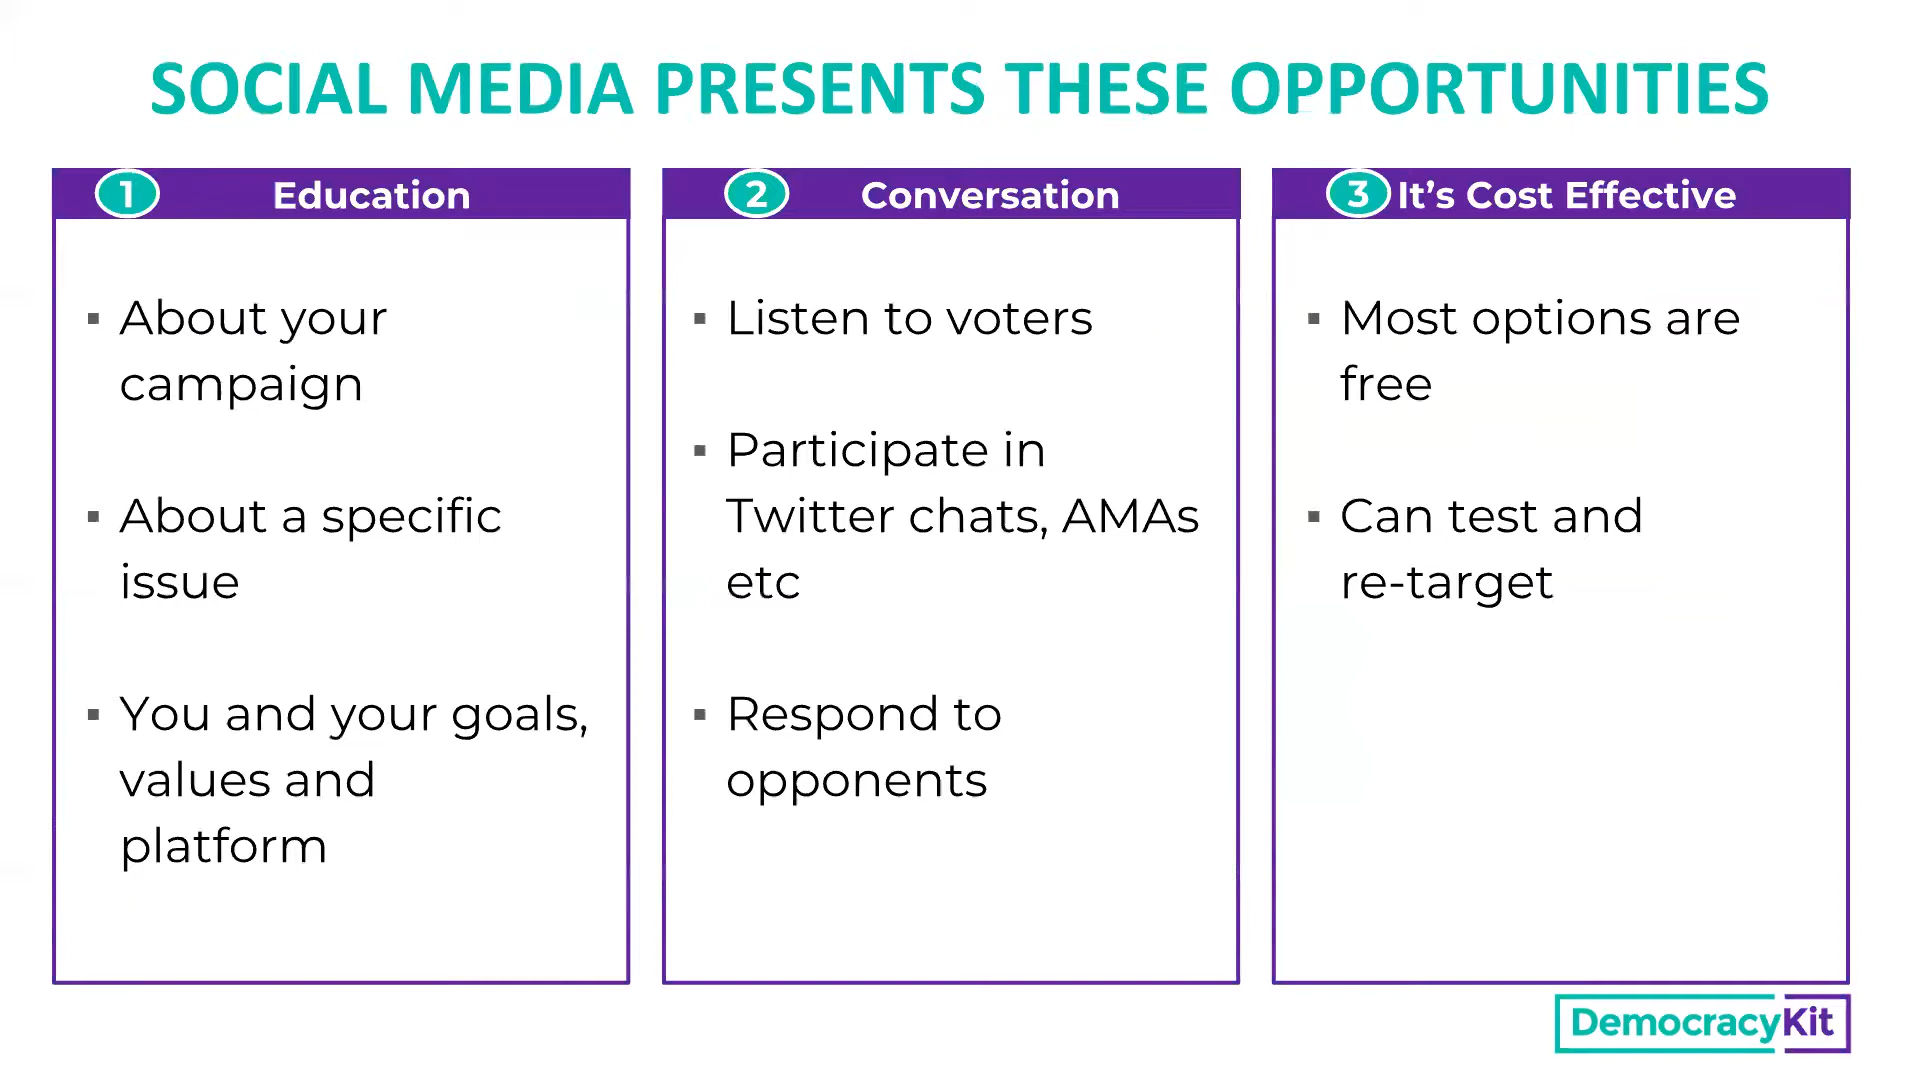 SOCIAL MEDIA PRESENTS THESE OPPORTUNITIES
1 Education
▪ About your
campaign
▪ About a specific
issue
▪ You and your goals,
values and
platform
2 Conversation
▪ Listen to voters
▪ Participate in
Twitter chats, AMAs
etc
▪ Respond to
opponents
3 It’s Cost Effective
▪ Most options are
free
▪ Can test and
re-target
DemocracyKit